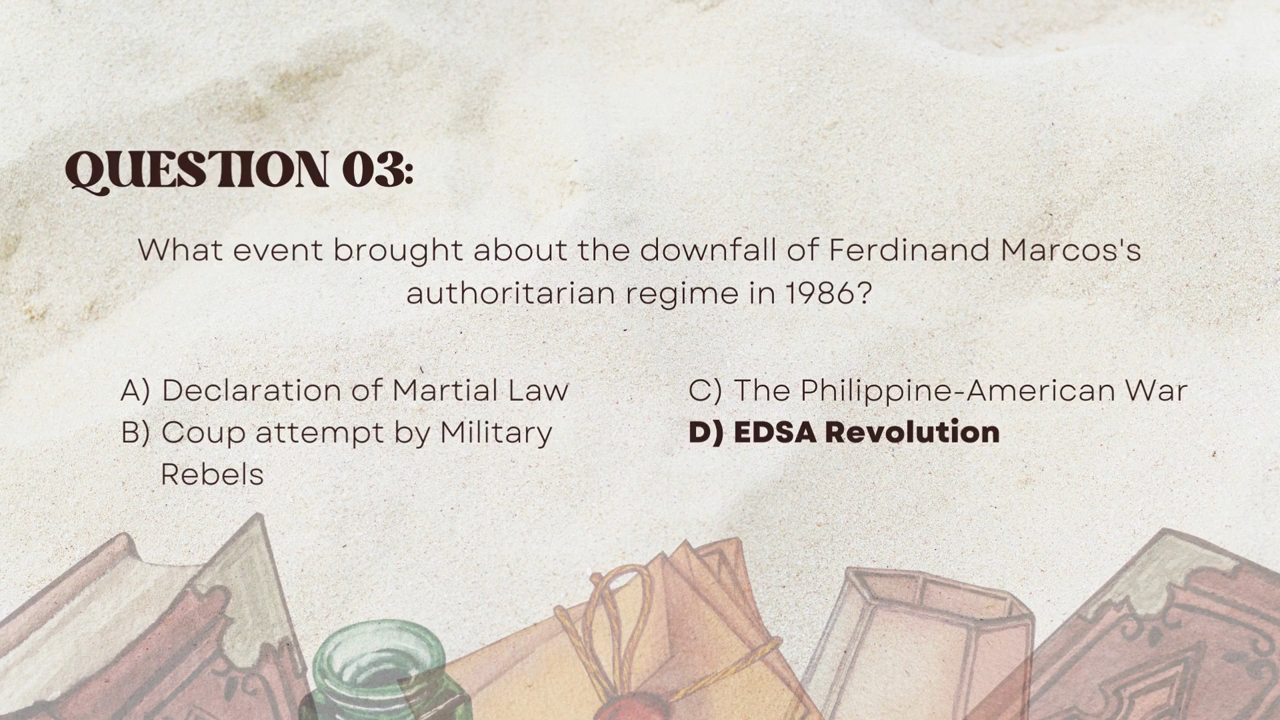 QUESTION 03:
What event brought about the downfall of Ferdinand Marcos's
authoritarian regime in 1986?
A) Declaration of Martial Law
B) Coup attempt by Military
Rebels
C) The Philippine-American War
D) EDSA Revolution